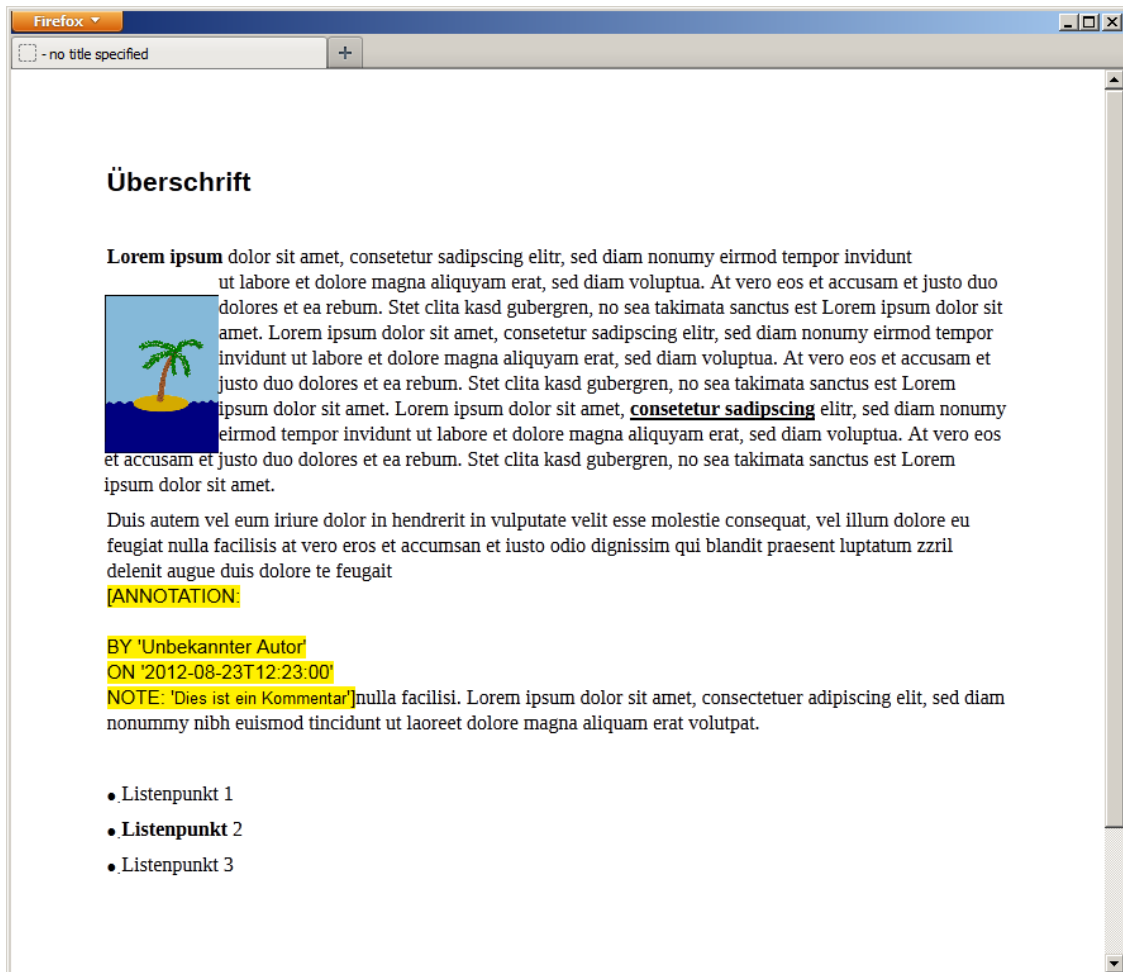 Firefox
- no title specified
Überschrift
Lorem ipsum dolor sit amet, consetetur sadipscing elitr, sed diam nonumy eirmod tempor invidunt
ut labore et dolore magna aliquyam erat, sed diam voluptua. At vero eos et accusam et justo duo
dolores et ea rebum. Stet clita kasd gubergren, no sea takimata sanctus est Lorem ipsum dolor sit
amet. Lorem ipsum dolor sit amet, consetetur sadipscing elitr, sed diam nonumy eirmod tempor
invidunt ut labore et dolore magna aliquyam erat, sed diam voluptua. At vero eos et accusam et
justo duo dolores et ea rebum. Stet clita kasd gubergren, no sea takimata sanctus est Lorem
ipsum dolor sit amet. Lorem ipsum dolor sit amet, consetetur sadipscing elitr, sed diam nonumy
eirmod tempor invidunt ut labore et dolore magna aliquyam erat, sed diam voluptua. At vero eos
et accusam et justo duo dolores et ea rebum. Stet clita kasd gubergren, no sea takimata sanctus est Lorem
ipsum dolor sit amet.
Duis autem vel eum iriure dolor in hendrerit in vulputate velit esse molestie consequat, vel illum dolore eu
feugiat nulla facilisis at vero eros et accumsan et iusto odio dignissim qui blandit praesent luptatum zzril
delenit augue duis dolore te feugait
[ANNOTATION:
BY 'Unbekannter Autor'
ON '2012-08-23T12:23:00'
NOTE: 'Dies ist ein Kommentar']nulla facilisi. Lorem ipsum dolor sit amet, consectetuer adipiscing elit, sed diam
nonummy nibh euismod tincidunt ut laoreet dolore magna aliquam erat volutpat.
● Listenpunkt 1
● Listenpunkt 2
● Listenpunkt 3